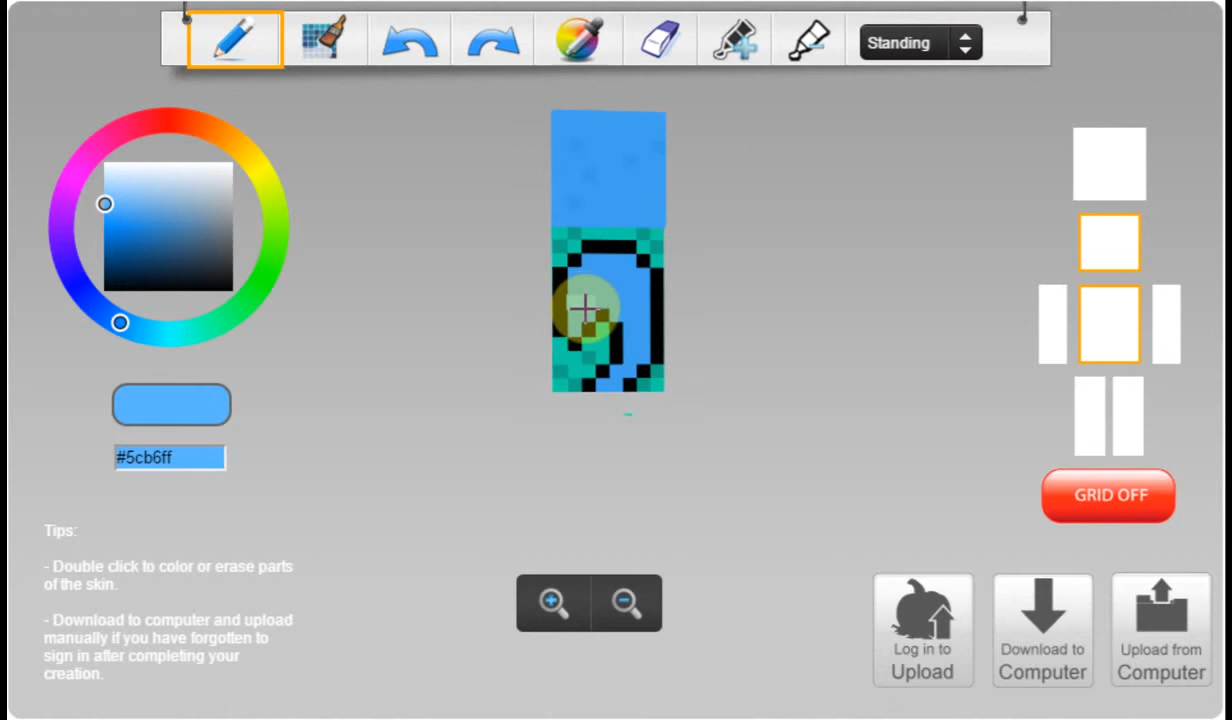 Standing
#5cb6ff
GRID OFF
Tips:
- Double click to color or erase parts
of the skin.
- Download to computer and upload
manually if you have forgotten to
sign in after completing your
creation.
Log in to
Upload
Download to
Computer
Upload from
Computer